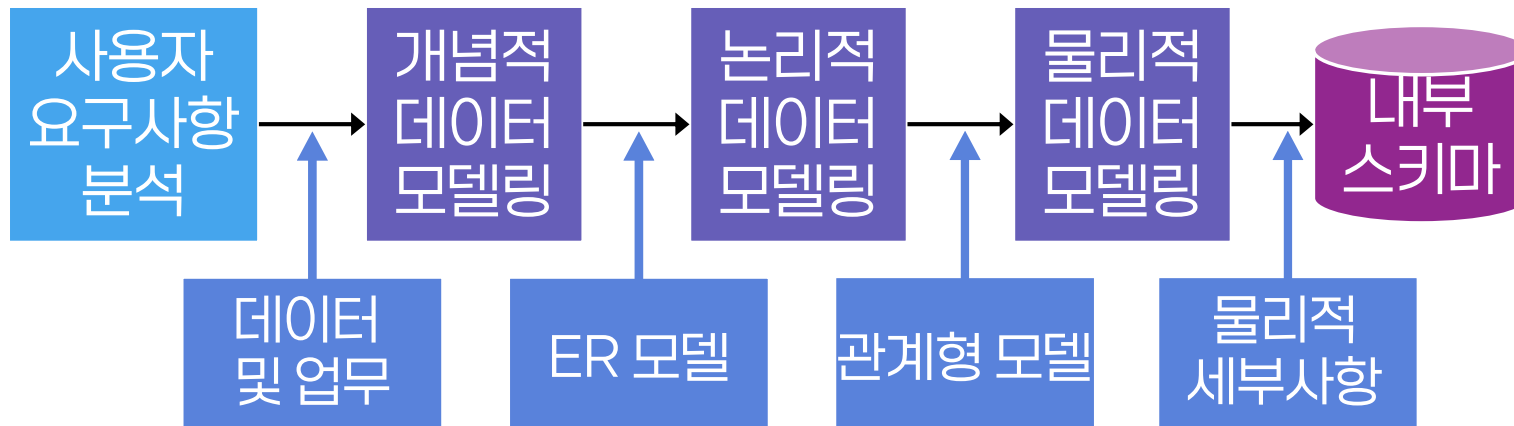 사용자
요구사항
분석
개념적
데이터
모델링
논리적
데이터
모델링
물리적
데이터
모델링
내부
스키마
데이터
및 업무
ER 모델
관계형 모델
물리적
세부사항